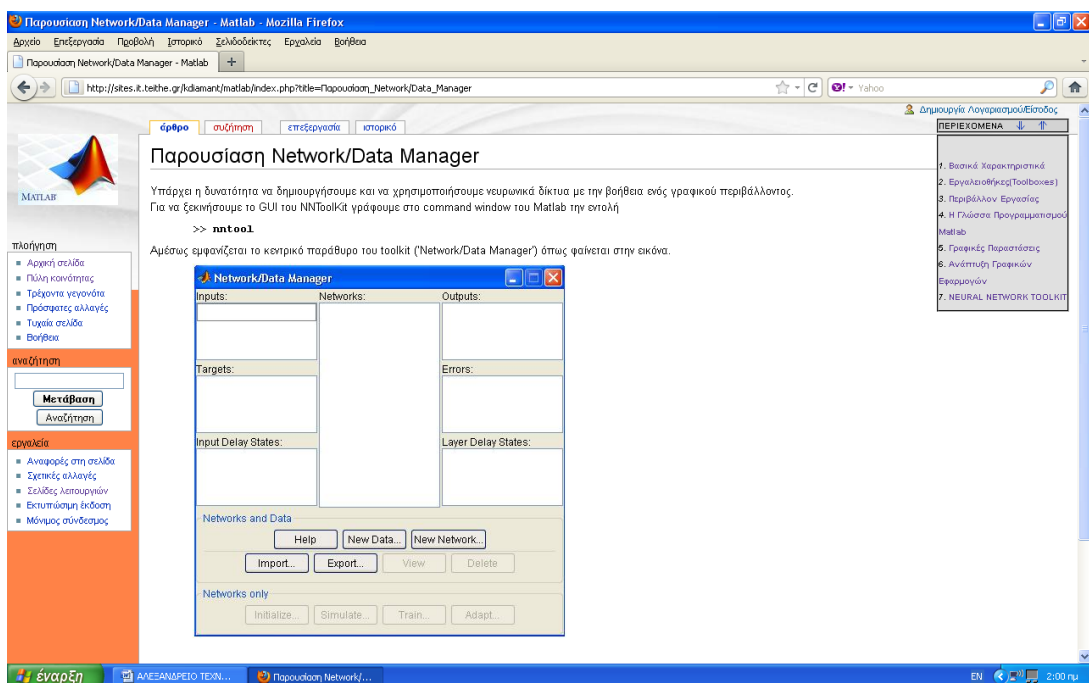 Παρουσίαση Network/Data Manager - Matlab - Mozilla Firefox
Αρχείο Επεξεργασία Προβολή Ιστορικό Σελιδοδείκτες Εργαλεία Βοήθεια
Παρουσίαση Network/Data Manager - Matlab
http://sites.it.teithe.gr/kdiamant/matlab/index.php?title=Παρουσίαση_Network/Data_Manager
Yahoo
Δημιουργία Λογαριασμού/Είσοδος
άρθρο συζήτηση επεξεργασία ιστορικό
ΠΕΡΙΕΧΟΜΕΝΑ
1. Βασικά Χαρακτηριστικά
2. Εργαλειοθήκες(Toolboxes)
3. Περιβάλλον Εργασίας
4. Η Γλώσσα Προγραμματισμού
Matlab
5. Γραφικές Παραστάσεις
6. Ανάπτυξη Γραφικών
Εφαρμογών
7. NEURAL NETWORK TOOLKIT
MATLAB
πλοήγηση
Αρχική σελίδα
Πύλη κοινότητας
Τρέχοντα γεγονότα
Πρόσφατες αλλαγές
Τυχαία σελίδα
Βοήθεια
αναζήτηση
Μετάβαση
Αναζήτηση
εργαλεία
Αναφορές στη σελίδα
Σχετικές αλλαγές
Σελίδες λειτουργιών
Εκτυπώσιμη έκδοση
Μόνιμος σύνδεσμος
Παρουσίαση Network/Data Manager
Υπάρχει η δυνατότητα να δημιουργήσουμε και να χρησιμοποιήσουμε νευρωνικά δίκτυα με την βοήθεια ενός γραφικού περιβάλλοντος.
Για να ξεκινήσουμε το GUI του NNToolKit γράφουμε στο command window του Matlab την εντολή
>> nntool
Αμέσως εμφανίζεται το κεντρικό παράθυρο του toolkit ('Network/Data Manager') όπως φαίνεται στην εικόνα.
Network/Data Manager
Inputs: Networks: Outputs:
Targets: Errors:
Input Delay States: Layer Delay States:
Networks and Data
Help New Data... New Network...
Import... Export... View Delete
Networks only
Initialize... Simulate... Train... Adapt...
έναρξη ΑΛΕΞΑΝΔΡΕΙΟ ΤΕΧΝ... Παρουσίαση Network/... EN 2:00 πμ